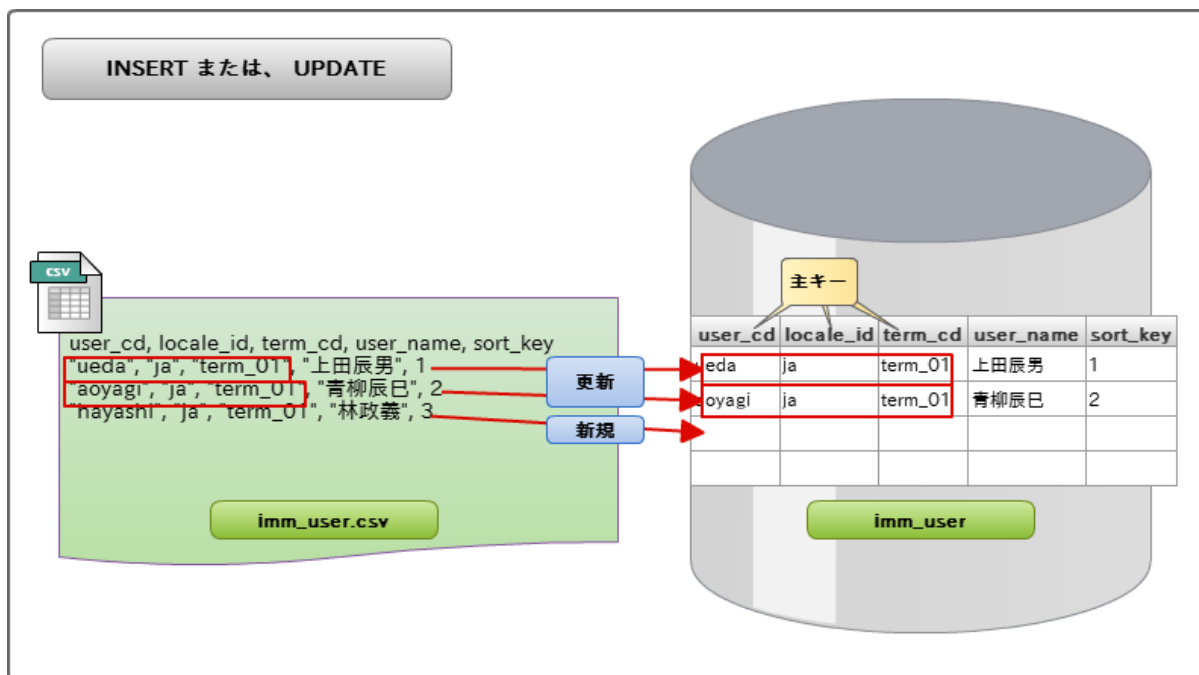 INSERT または、 UPDATE
CSV
user_cd, locale_id, term_cd, user_name, sort_key
"ueda", "ja", "term_01", "上田辰男", 1
"aoyagi", "ja", "term_01", "青柳辰巳", 2
"hayashi", "ja", "term_01", "林政義", 3
imm_user.csv
更新
新規
主キー
user_cd locale_id term_cd user_name sort_key
eda ja term_01 上田辰男 1
oyagi ja term_01 青柳辰巳 2
imm_user